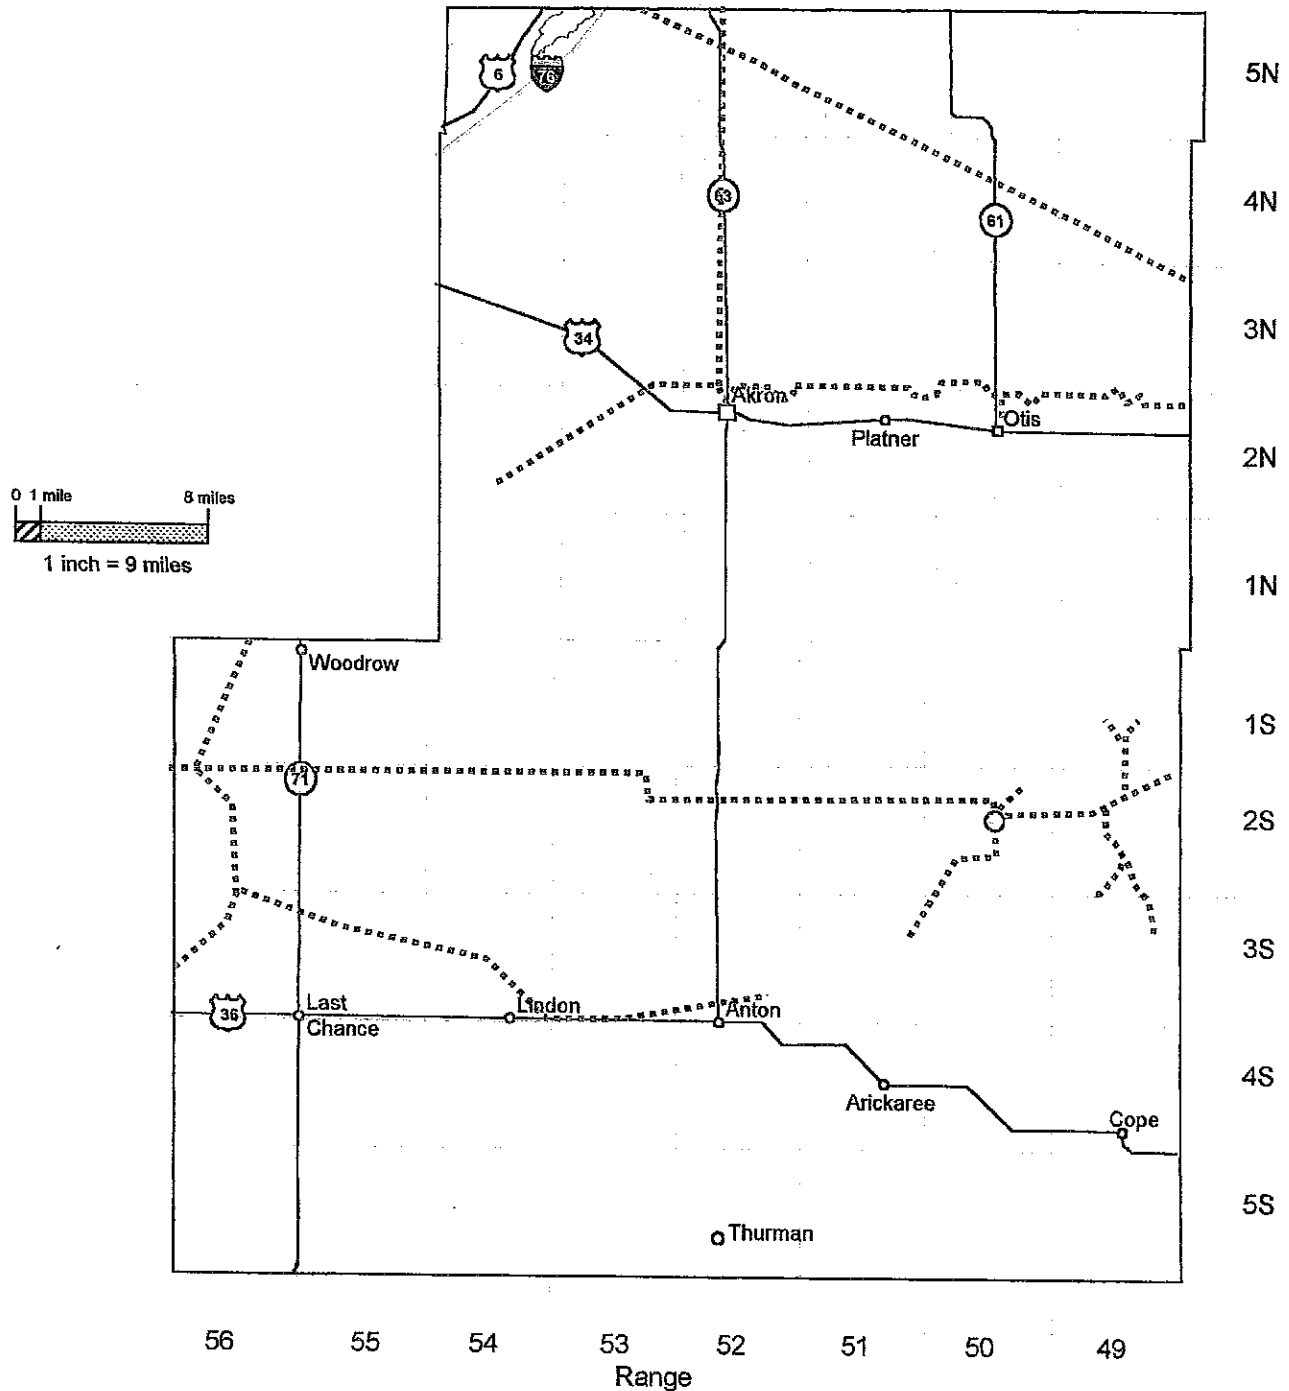 6
76
5N
63
4N
61
34
3N
Akron
Otis
Platner
2N
0 1 mile
8 miles
1 inch = 9 miles
1N
Woodrow
1S
71
2S
3S
36
Last
Chance
Lindon
Anton
4S
Arickaree
Cope
5S
Thurman
56 55 54 53 52 51 50 49
Range